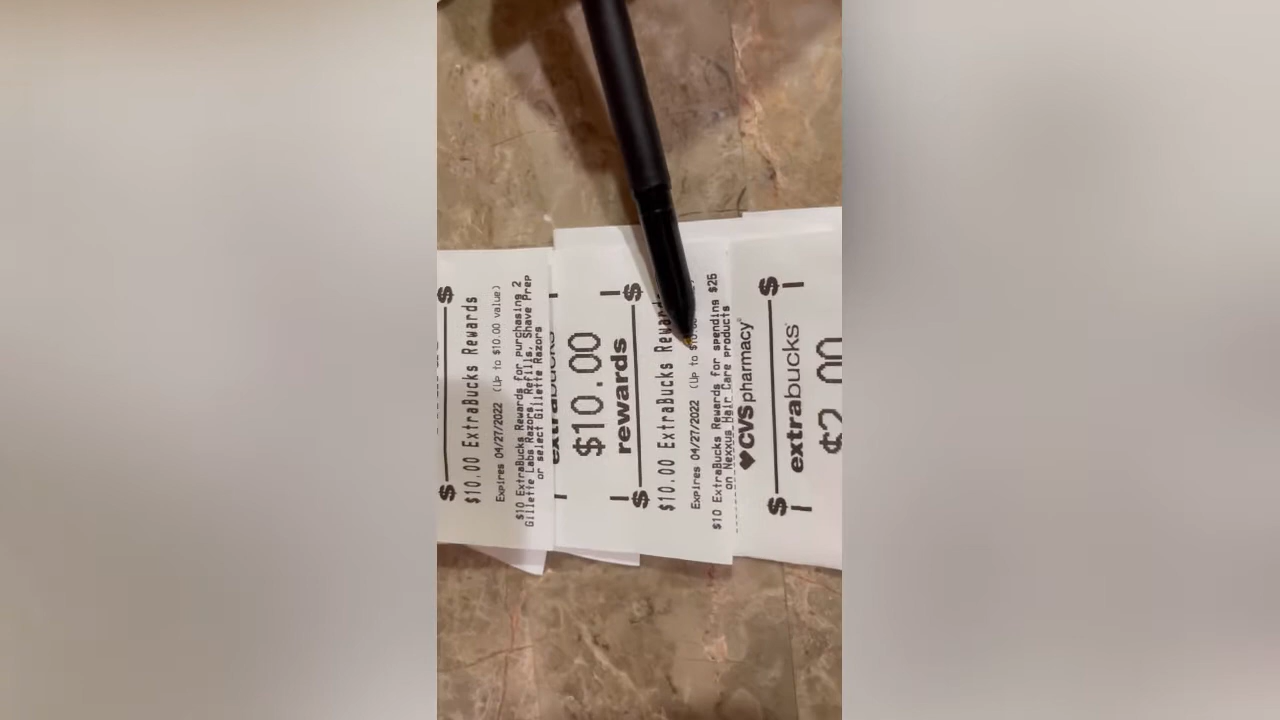 $ $
$10.00 ExtraBucks Rewards
Expires 04/27/2022 (Up to $10.00 value)
$10 ExtraBucks Rewards for purchasing 2
Gillette Labs Razors, Refills, Shave Prep
or select Gillette Razors
extrabucks
$10.00
rewards
$ $
$10.00 ExtraBucks
Expires 04/27/2022 (Up to
$10 ExtraBucks Rewards for spending $25
on Nexxus Hair Care Products
CVS pharmacy®
$ $
extrabucks
$2.00